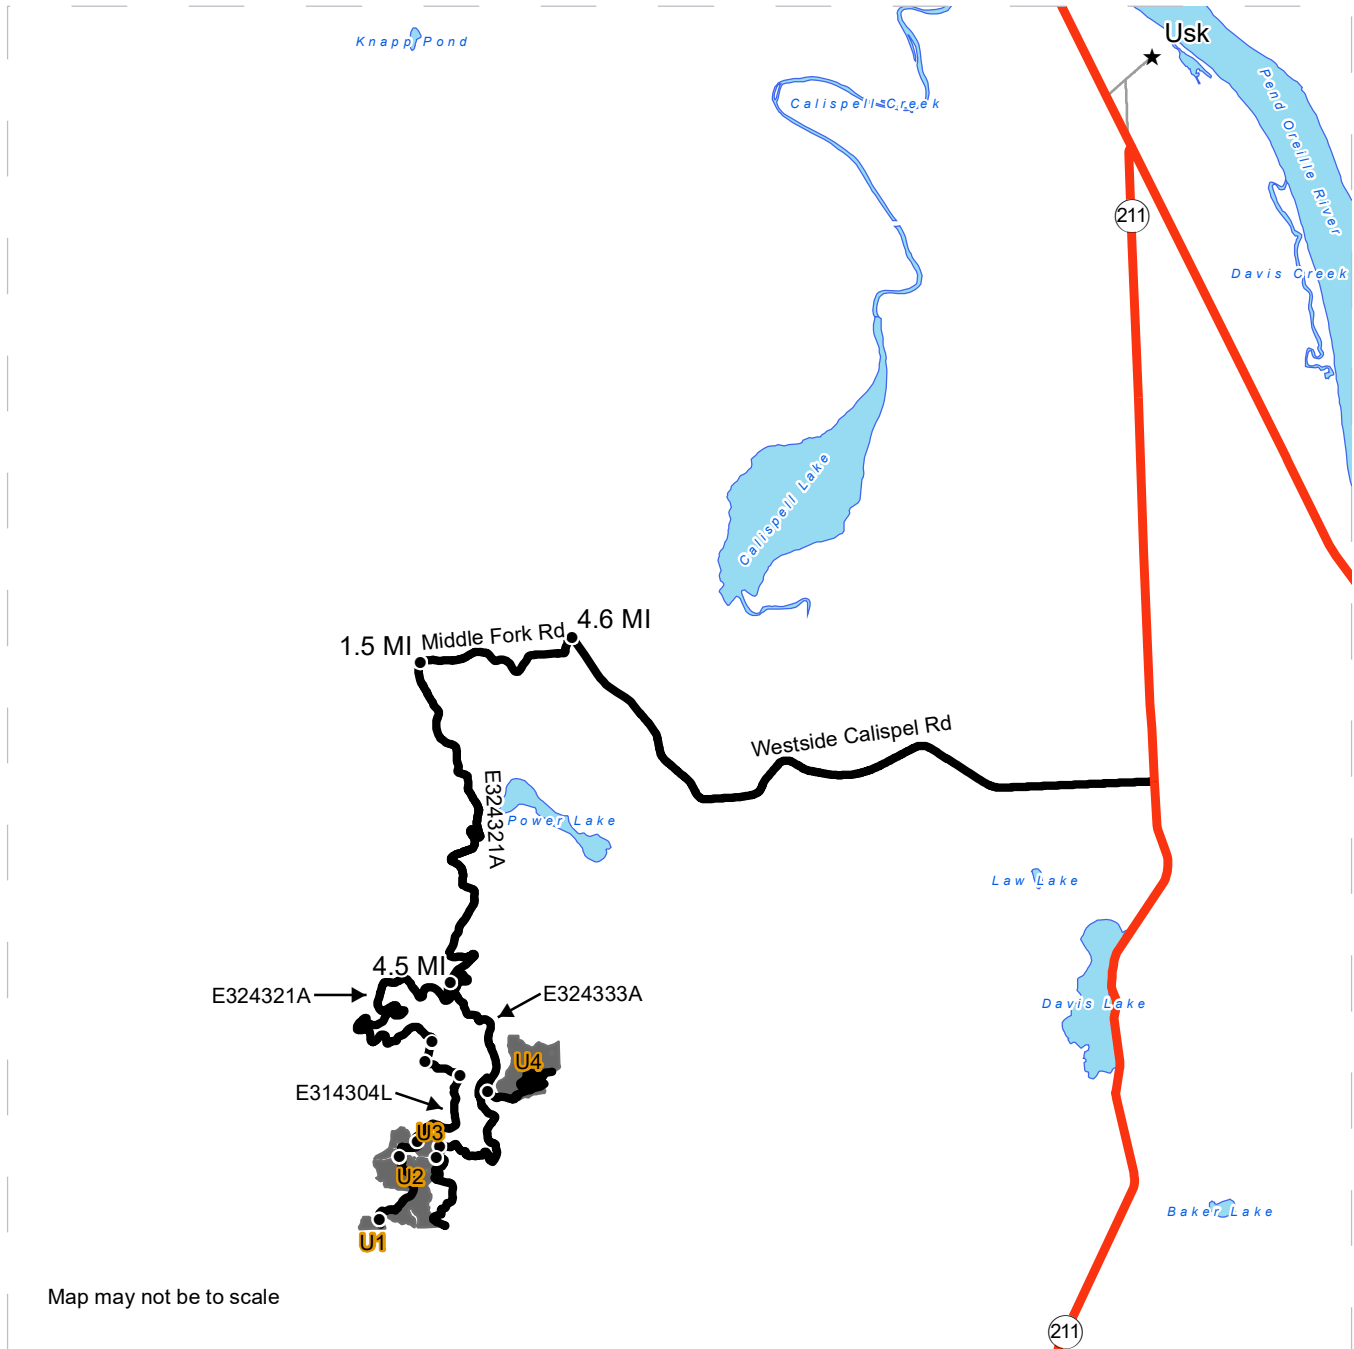 Usk
Knapp Pond
Calispell Creek
Pend Oreille River
211
Davis Creek
Calispell Lake
4.6 MI
1.5 MI
Middle Fork Rd
Westside Calispel Rd
E324321A
Power Lake
Law Lake
4.5 MI
E324321A
E324333A
Davis Lake
U4
E314304L
U3
U2
Baker Lake
U1
Map may not be to scale
211